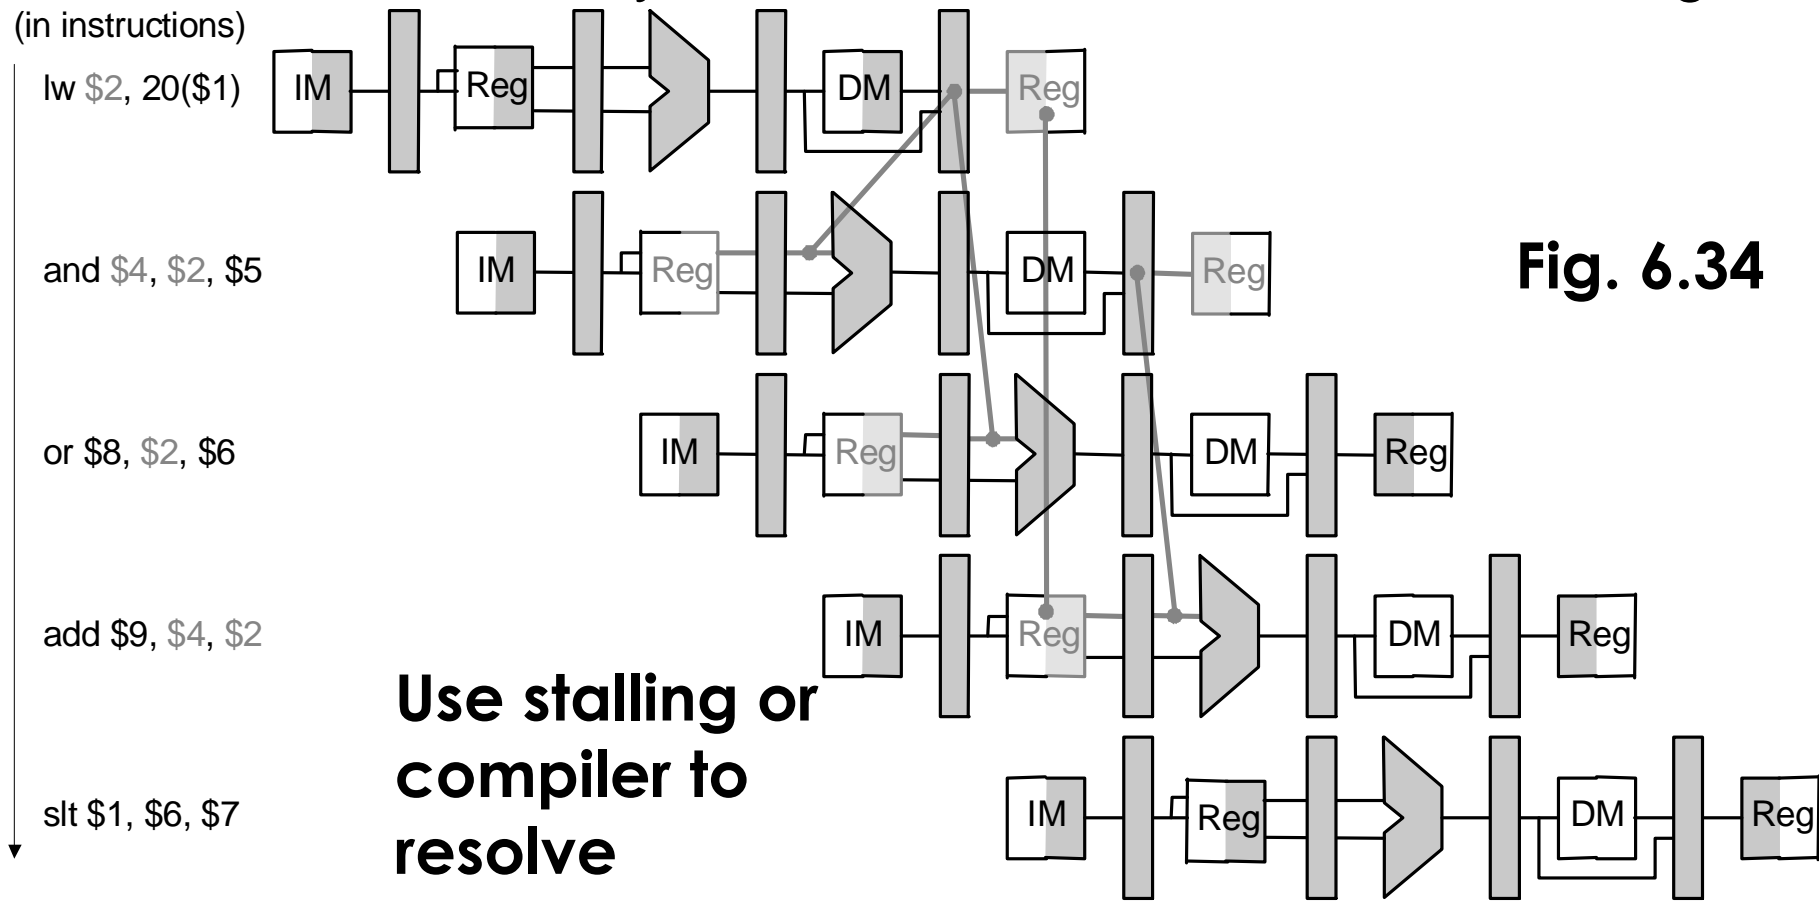 (in instructions)
lw $2, 20($1)
IM Reg DM Reg
and $4, $2, $5
IM Reg DM Reg
Fig. 6.34
or $8, $2, $6
IM Reg DM Reg
add $9, $4, $2
IM Reg DM Reg
Use stalling or
compiler to
resolve
slt $1, $6, $7
IM Reg DM Reg